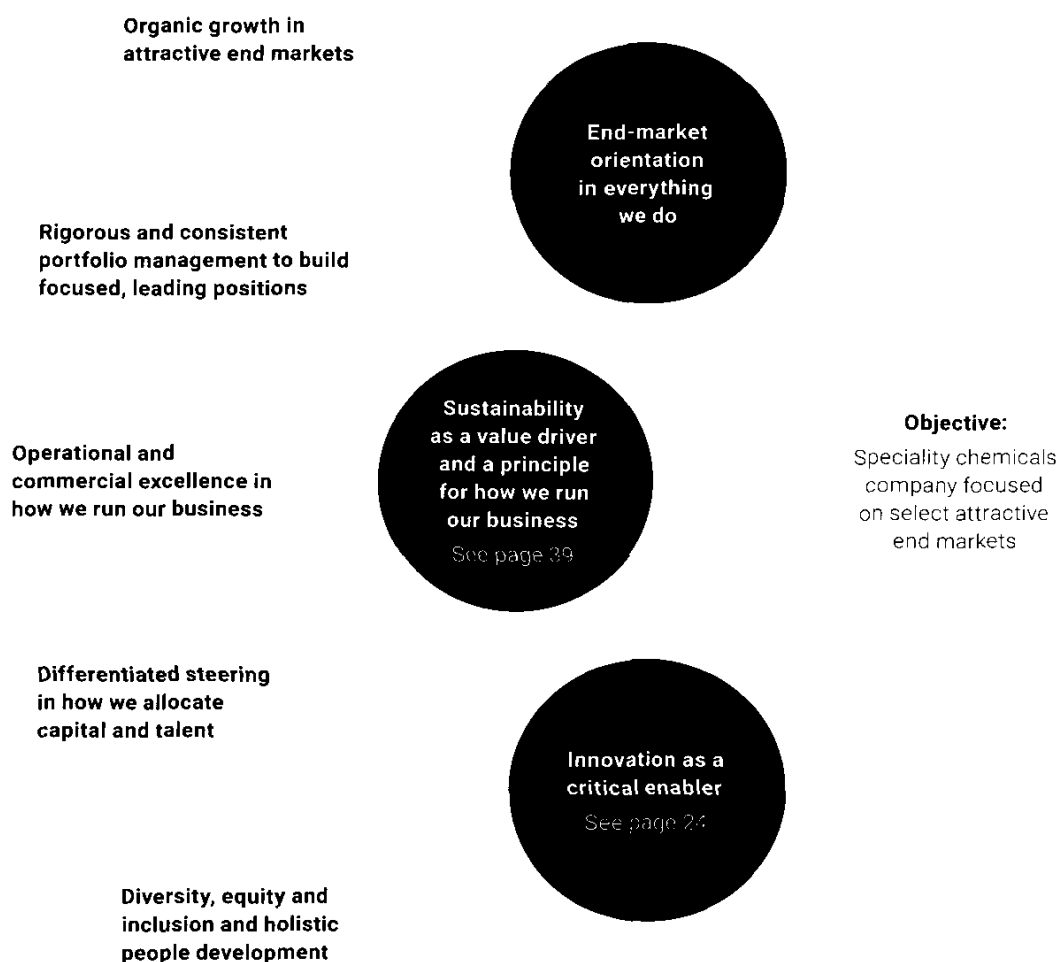 Organic growth in
attractive end markets
End-market
orientation
in everything
we do
Rigorous and consistent
portfolio management to build
focused, leading positions
Sustainability
as a value driver
and a principle
for how we run
our business
See page 39
Operational and
commercial excellence in
how we run our business
Objective:
Speciality chemicals
company focused
on select attractive
end markets
Differentiated steering
in how we allocate
capital and talent
Innovation as a
critical enabler
See page 24
Diversity, equity and
inclusion and holistic
people development